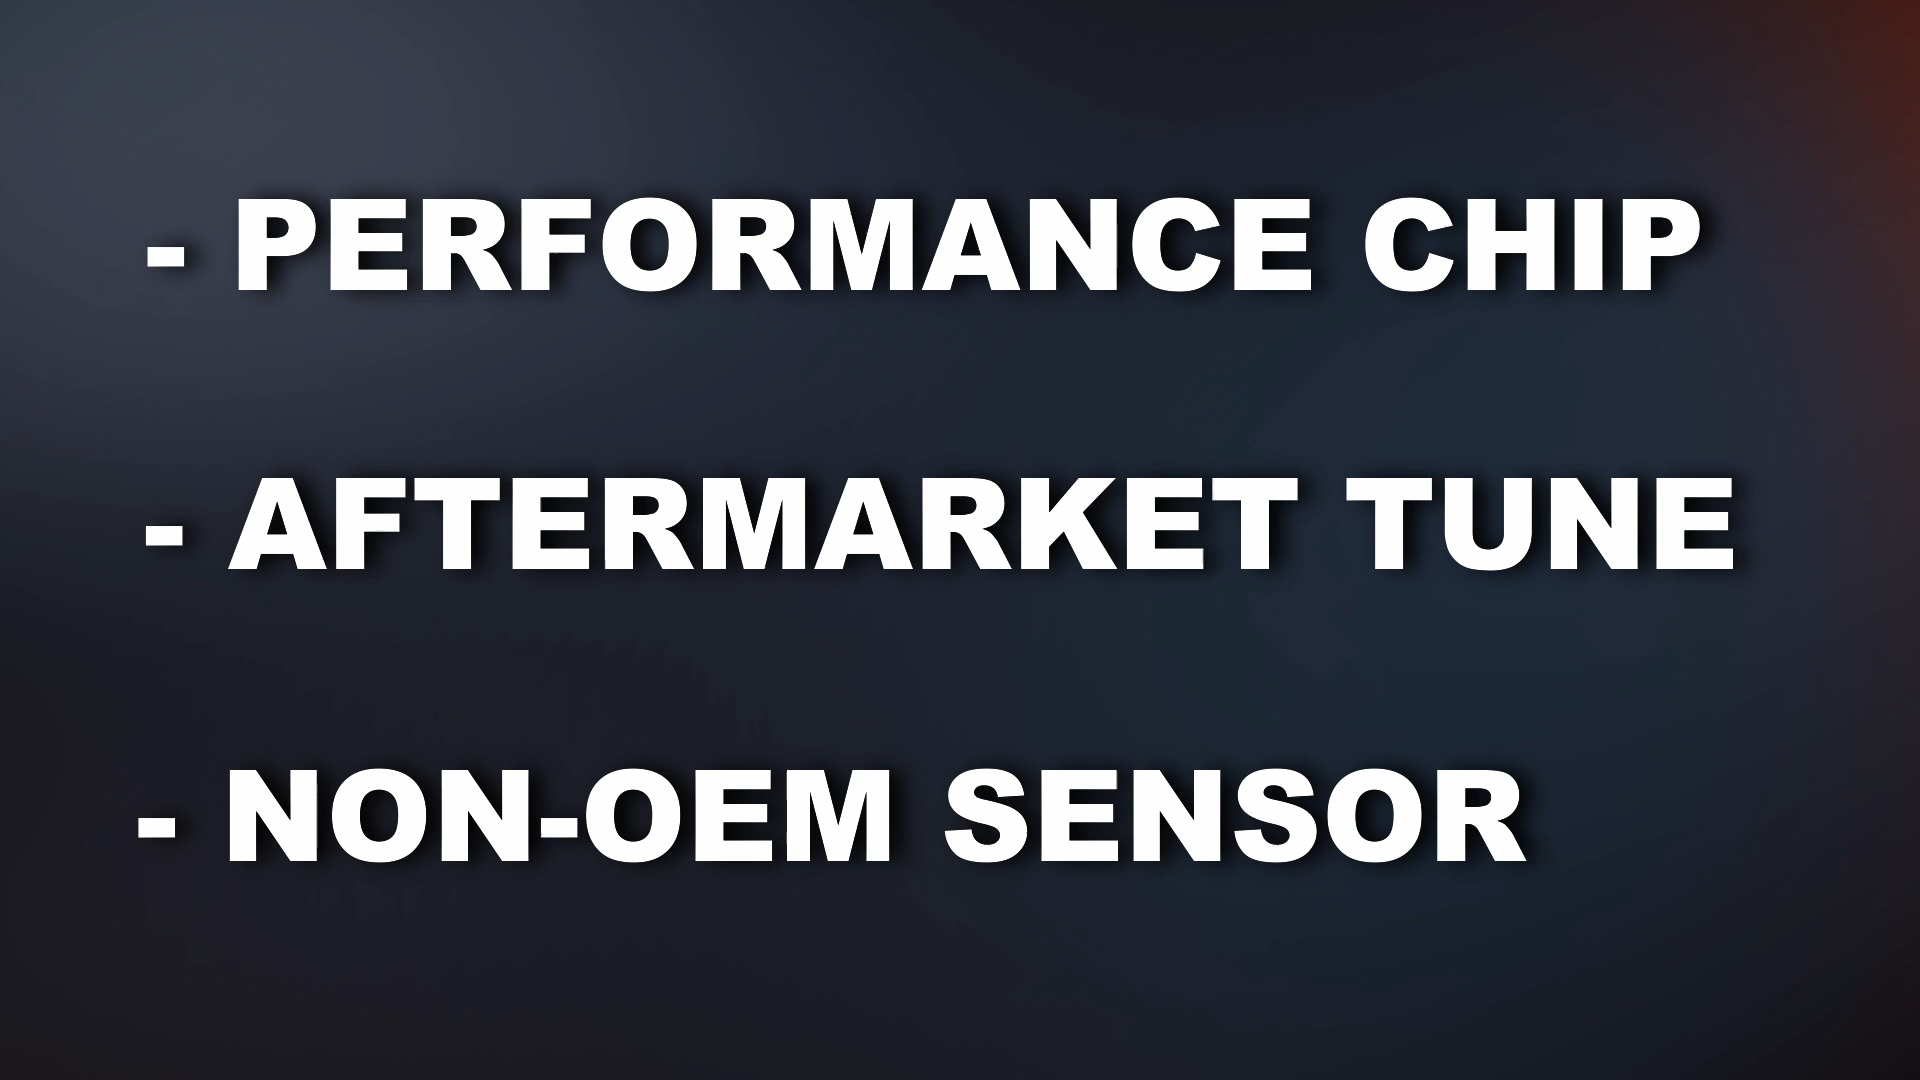 - PERFORMANCE CHIP
- AFTERMARKET TUNE
- NON-OEM SENSOR